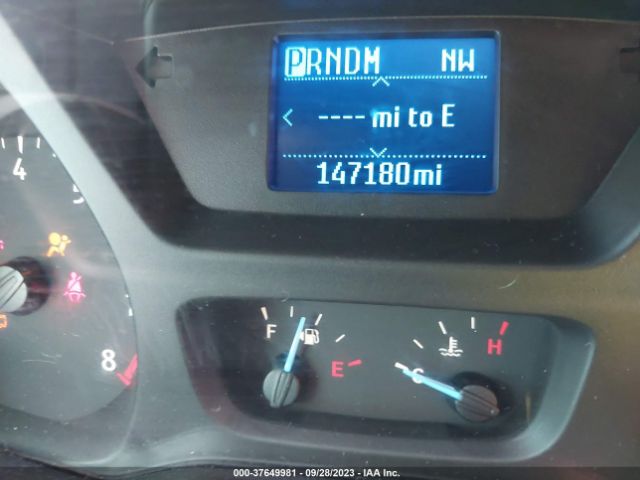 PRNDM NW
---- mi to E
147180mi
4
5
8
F
E
C
H
000-37649981 - 09/28/2023 - IAA Inc.